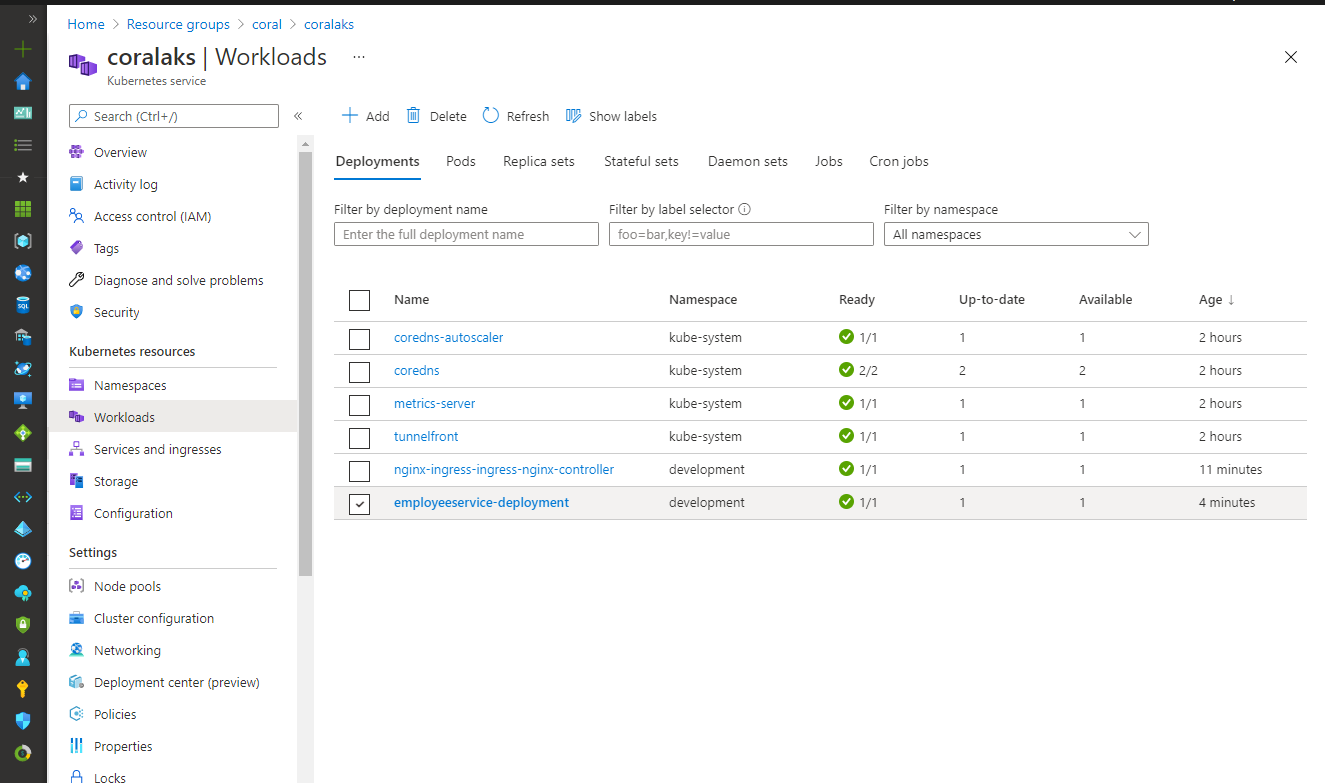 Home > Resource groups > coral > coralaks
coralaks | Workloads ...
Kubernetes service
Search (Ctrl+/)
Overview
Activity log
Access control (IAM)
Tags
Diagnose and solve problems
Security
Kubernetes resources
Namespaces
Workloads
Services and ingresses
Storage
Configuration
Settings
Node pools
Cluster configuration
Networking
Deployment center (preview)
Policies
Properties
Locks
Add Delete Refresh Show labels
Deployments Pods Replica sets Stateful sets Daemon sets Jobs Cron jobs
Filter by deployment name Filter by label selector Filter by namespace
Enter the full deployment name foo=bar,key!=value All namespaces
Name Namespace Ready Up-to-date Available Age ↓
coredns-autoscaler kube-system 1/1 1 1 2 hours
coredns kube-system 2/2 2 2 2 hours
metrics-server kube-system 1/1 1 1 2 hours
tunnelfront kube-system 1/1 1 1 2 hours
nginx-ingress-ingress-nginx-controller development 1/1 1 1 11 minutes
employeeservice-deployment development 1/1 1 1 4 minutes